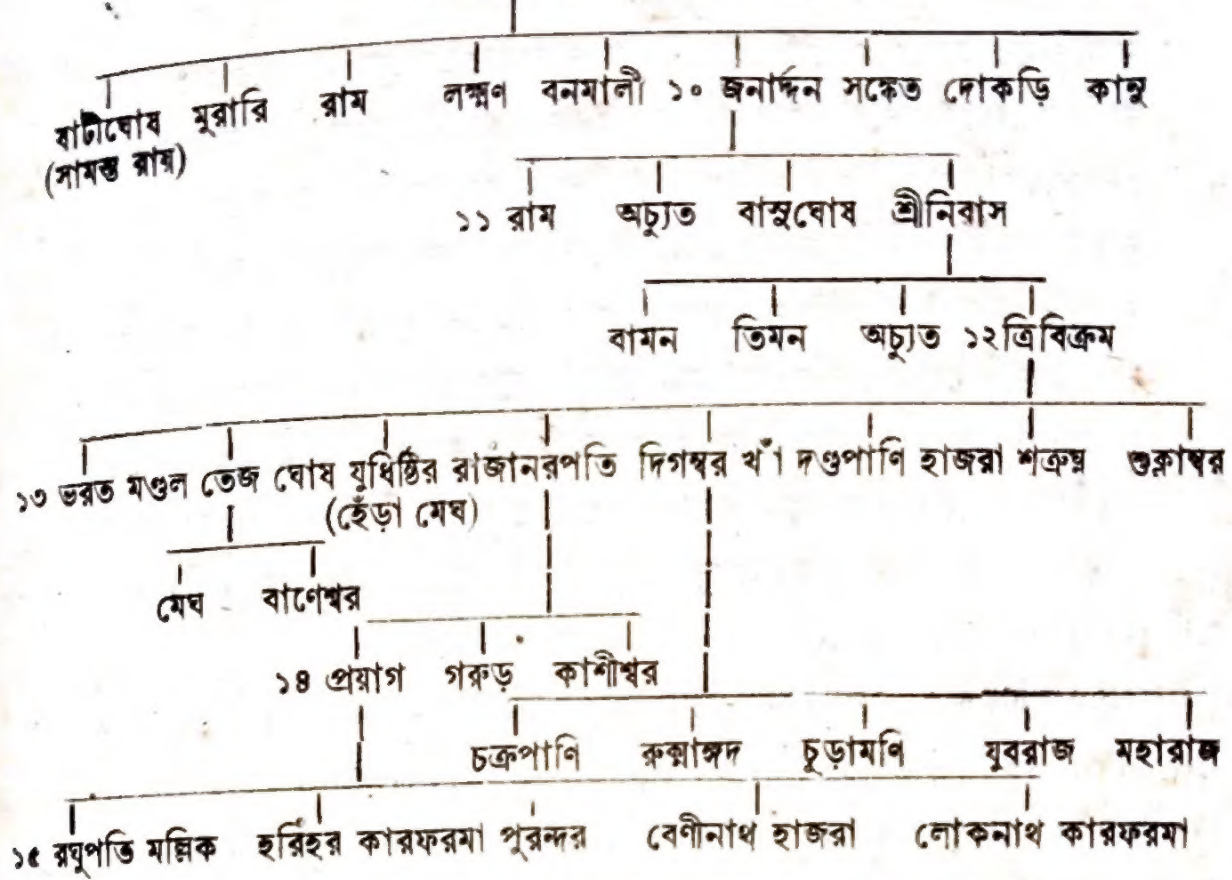 বাটীঘোষ মুরারি রাম লক্ষ্মণ বনমালী ১০ জনার্দ্দন সঙ্কেত দোকড়ি কানু
(সামন্ত রায়)
১১ রাম অচ্যুত বাসুঘোষ শ্রীনিবাস
বামন তিমন অচ্যুত ১২ ত্রিবিক্রম
১৩ ভরত মণ্ডল তেজ ঘোষ যুধিষ্ঠির রাজানরপতি দিগম্বর খাঁ দণ্ডপাণি হাজরা শত্রুঘ্ন শুক্লাম্বর
(হেঁড়া মেঘ)
মেঘ বাণেশ্বর
১৪ প্রয়াগ গরুড় কাশীশ্বর
চক্রপাণি রুক্মাঙ্গদ চূড়ামণি যুবরাজ মহারাজ
১৫ রঘুপতি মল্লিক হরিহর কারফরমা পুরন্দর বেণীনাথ হাজরা লোকনাথ কারফরমা